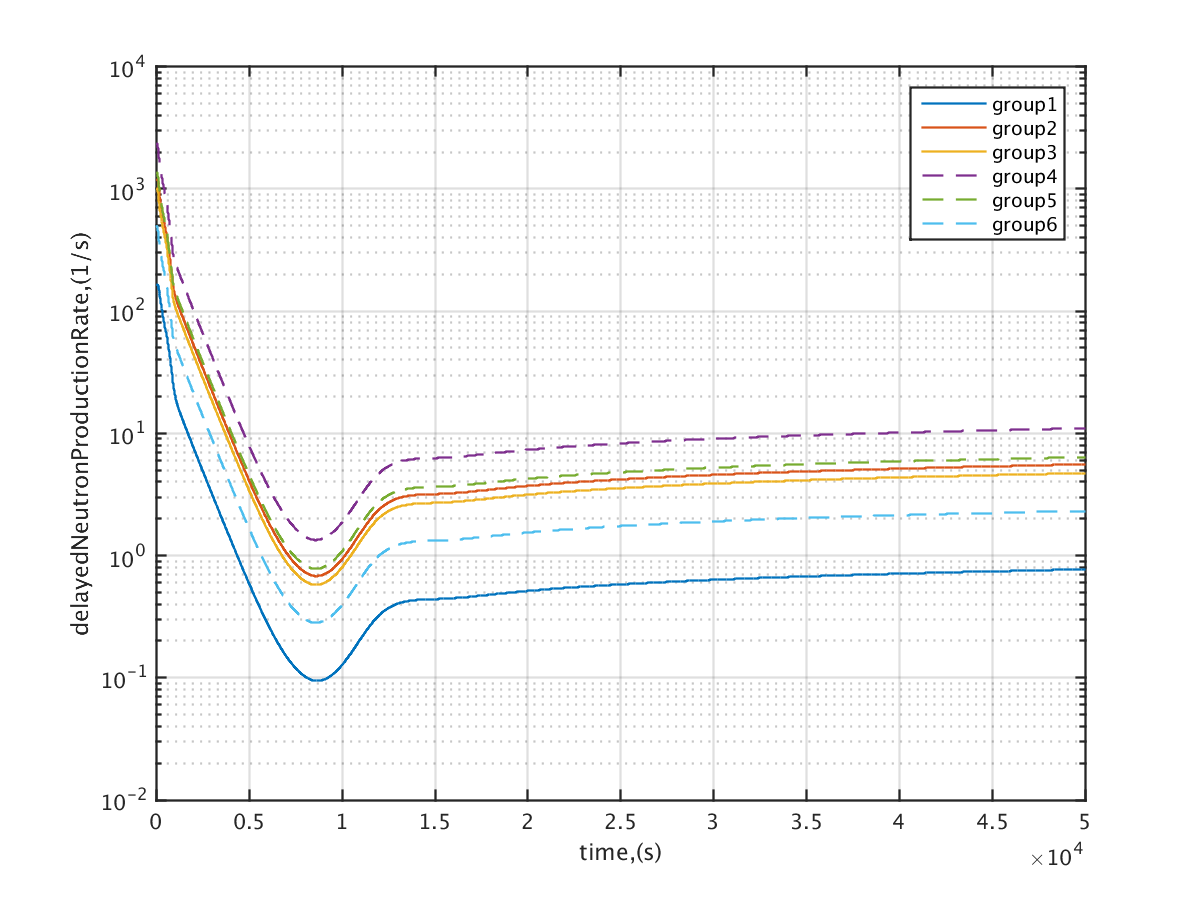 10^4
10^3
10^2
10^1
10^0
10^-1
10^-2
delayedNeutronProductionRate,(1/s)
group1
group2
group3
group4
group5
group6
0 0.5 1 1.5 2 2.5 3 3.5 4 4.5 5
time,(s)
×10^4